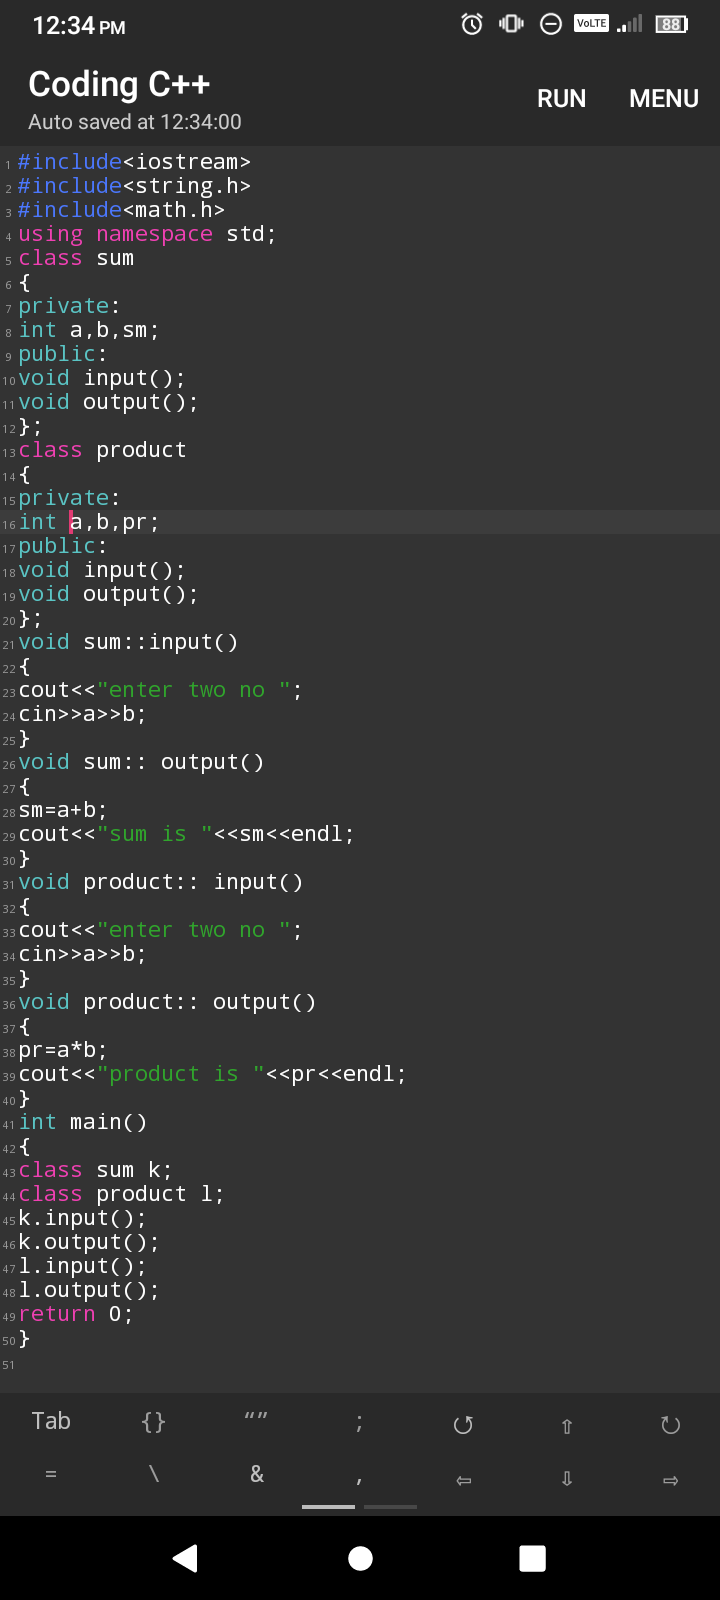 12:34 PM VoLTE 88
Coding C++
RUN MENU
Auto saved at 12:34:00
1 #include<iostream>
2 #include<string.h>
3 #include<math.h>
4 using namespace std;
5 class sum
6 {
7 private:
8 int a,b,sm;
9 public:
10 void input();
11 void output();
12 };
13 class product
14 {
15 private:
16 int a,b,pr;
17 public:
18 void input();
19 void output();
20 };
21 void sum::input()
22 {
23 cout<<"enter two no ";
24 cin>>a>>b;
25 }
26 void sum:: output()
27 {
28 sm=a+b;
29 cout<<"sum is "<<sm<<endl;
30 }
31 void product:: input()
32 {
33 cout<<"enter two no ";
34 cin>>a>>b;
35 }
36 void product:: output()
37 {
38 pr=a*b;
39 cout<<"product is "<<pr<<endl;
40 }
41 int main()
42 {
43 class sum k;
44 class product l;
45 k.input();
46 k.output();
47 l.input();
48 l.output();
49 return 0;
50 }
51
Tab {} “” ; ↺ ⇧ ↻
= \ & , ⇦ ⇩ ⇨